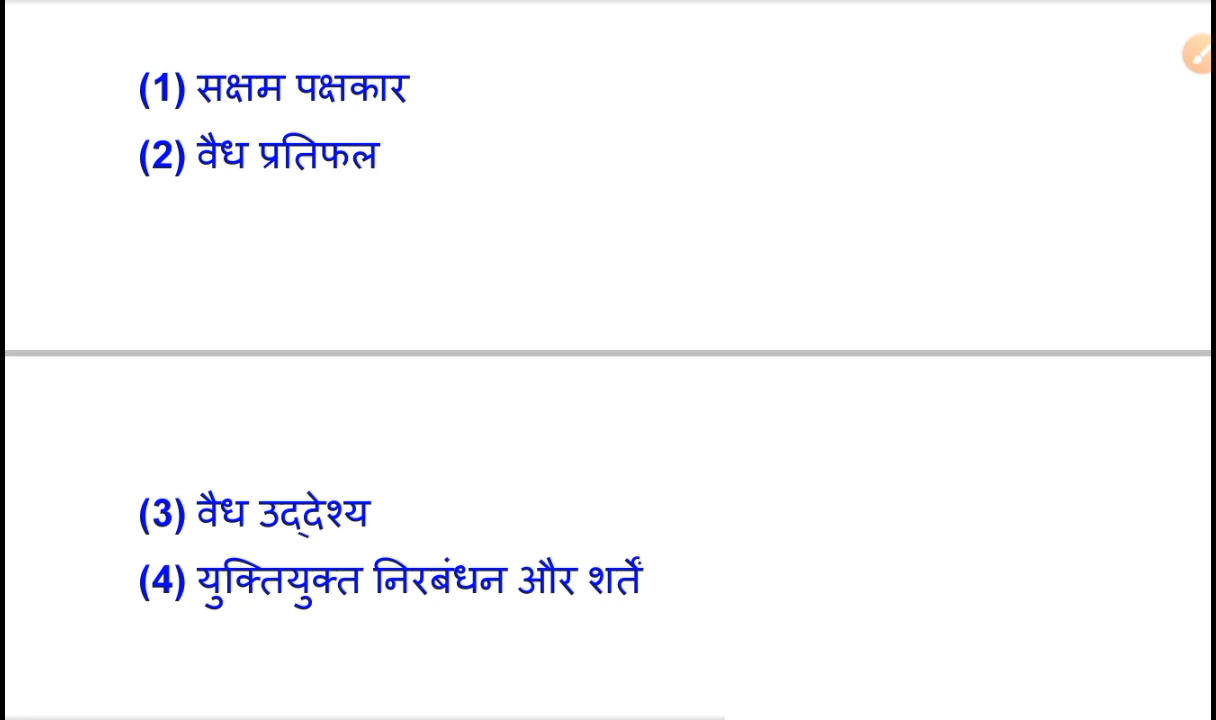 (1) सक्षम पक्षकार
(2) वैध प्रतिफल
(3) वैध उद्‌देश्य
(4) युक्तियुक्त निरबंधन और शर्तें